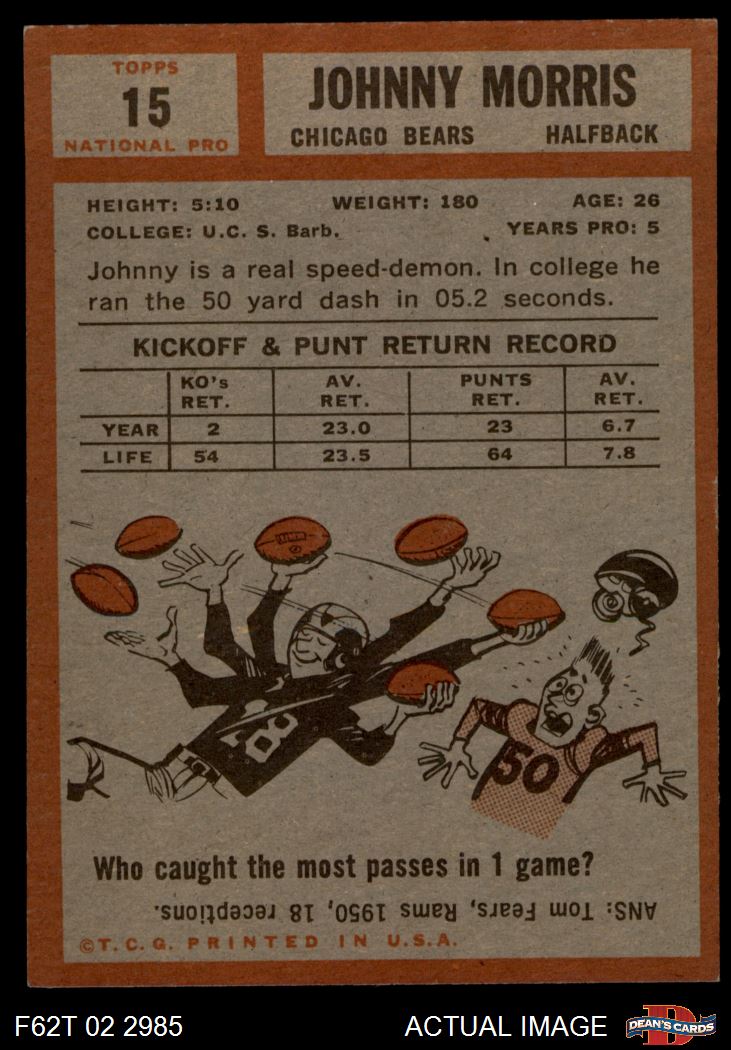 TOPPS
15
NATIONAL PRO
JOHNNY MORRIS
CHICAGO BEARS HALFBACK
HEIGHT: 5:10 WEIGHT: 180 AGE: 26
COLLEGE: U.C. S. Barb. YEARS PRO: 5
Johnny is a real speed-demon. In college he
ran the 50 yard dash in 05.2 seconds.
KICKOFF & PUNT RETURN RECORD
KO's RET. AV. RET. PUNTS RET. AV. RET.
YEAR 2 23.0 23 6.7
LIFE 54 23.5 64 7.8
8
50
Who caught the most passes in 1 game?
ANS: Tom Fears, Rams 1950, 18 receptions.
©T.C.G. PRINTED IN U.S.A.
F62T 02 2985 ACTUAL IMAGE DEAN'S CARDS